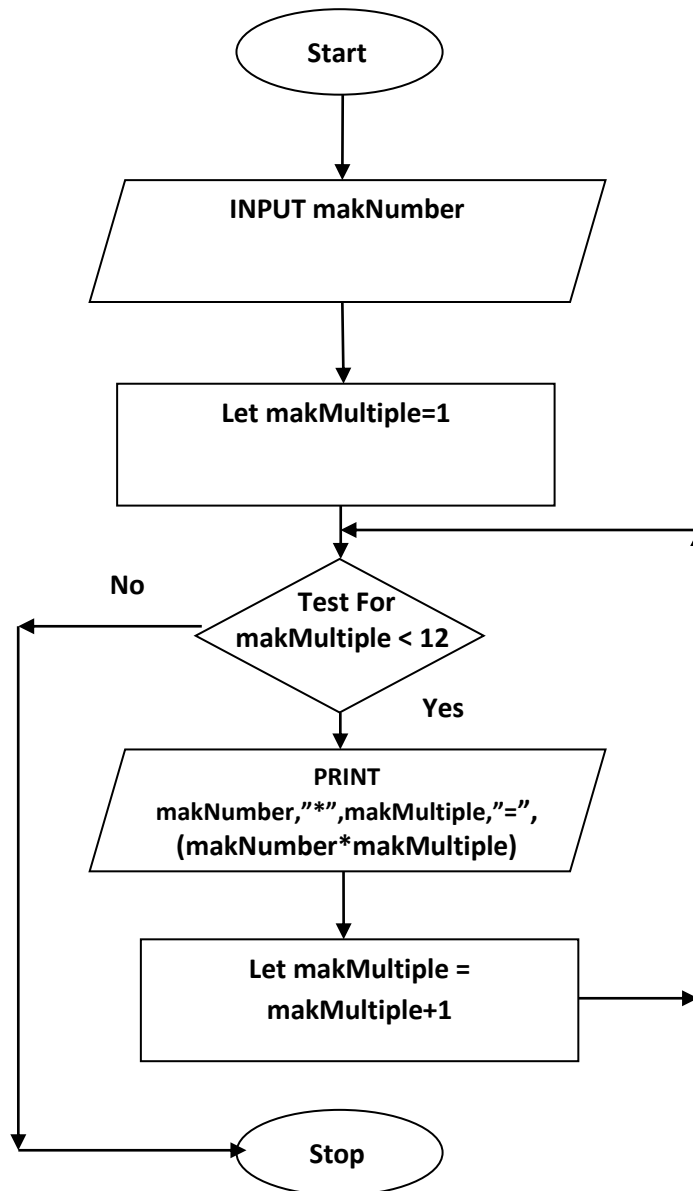 Start
INPUT makNumber
Let makMultiple=1
No
Test For
makMultiple < 12
Yes
PRINT
makNumber,”*”,makMultiple,”=”,
(makNumber*makMultiple)
Let makMultiple =
makMultiple+1
Stop